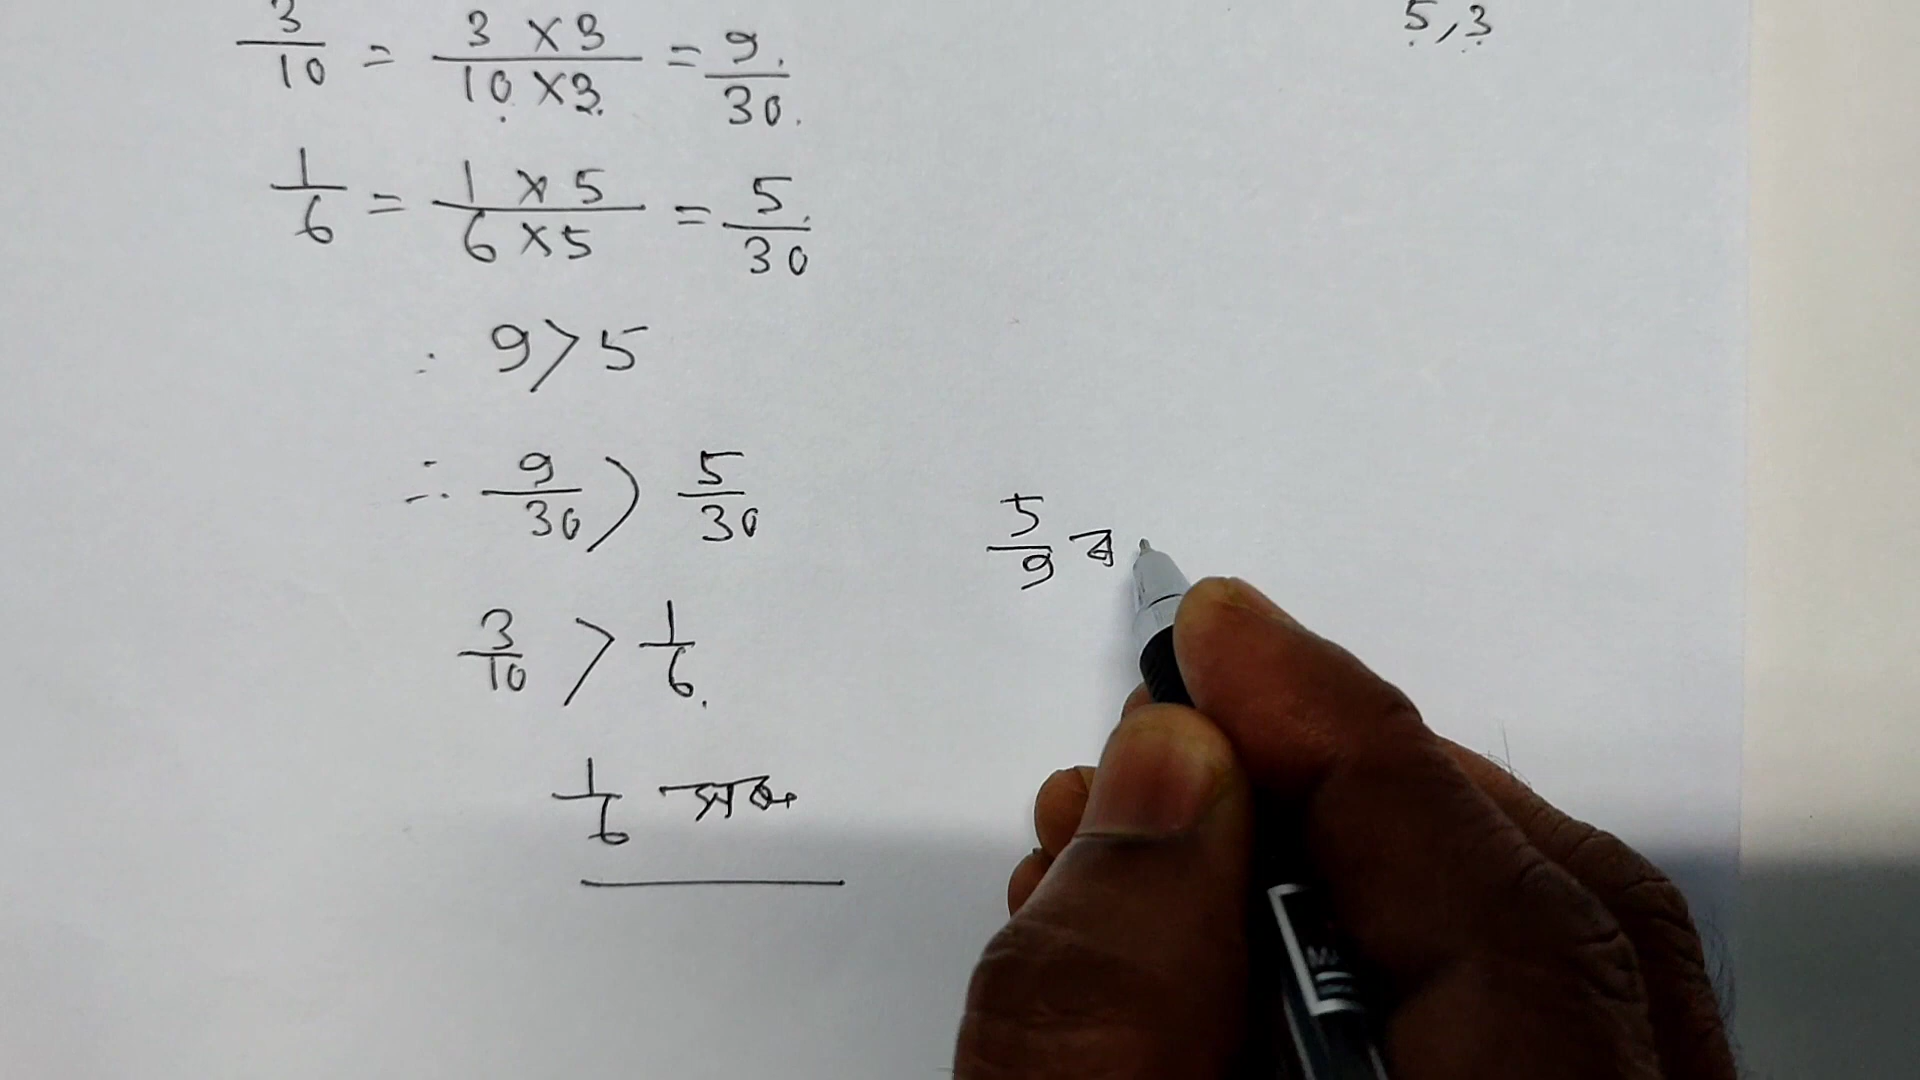 5, 3
3/10 = 3 × 3/10 × 3 = 9/30
1/6 = 1 × 5/6 × 5 = 5/30
∴ 9 > 5
∴ 9/30 > 5/30
3/10 > 1/6
1/6
5/9 ব